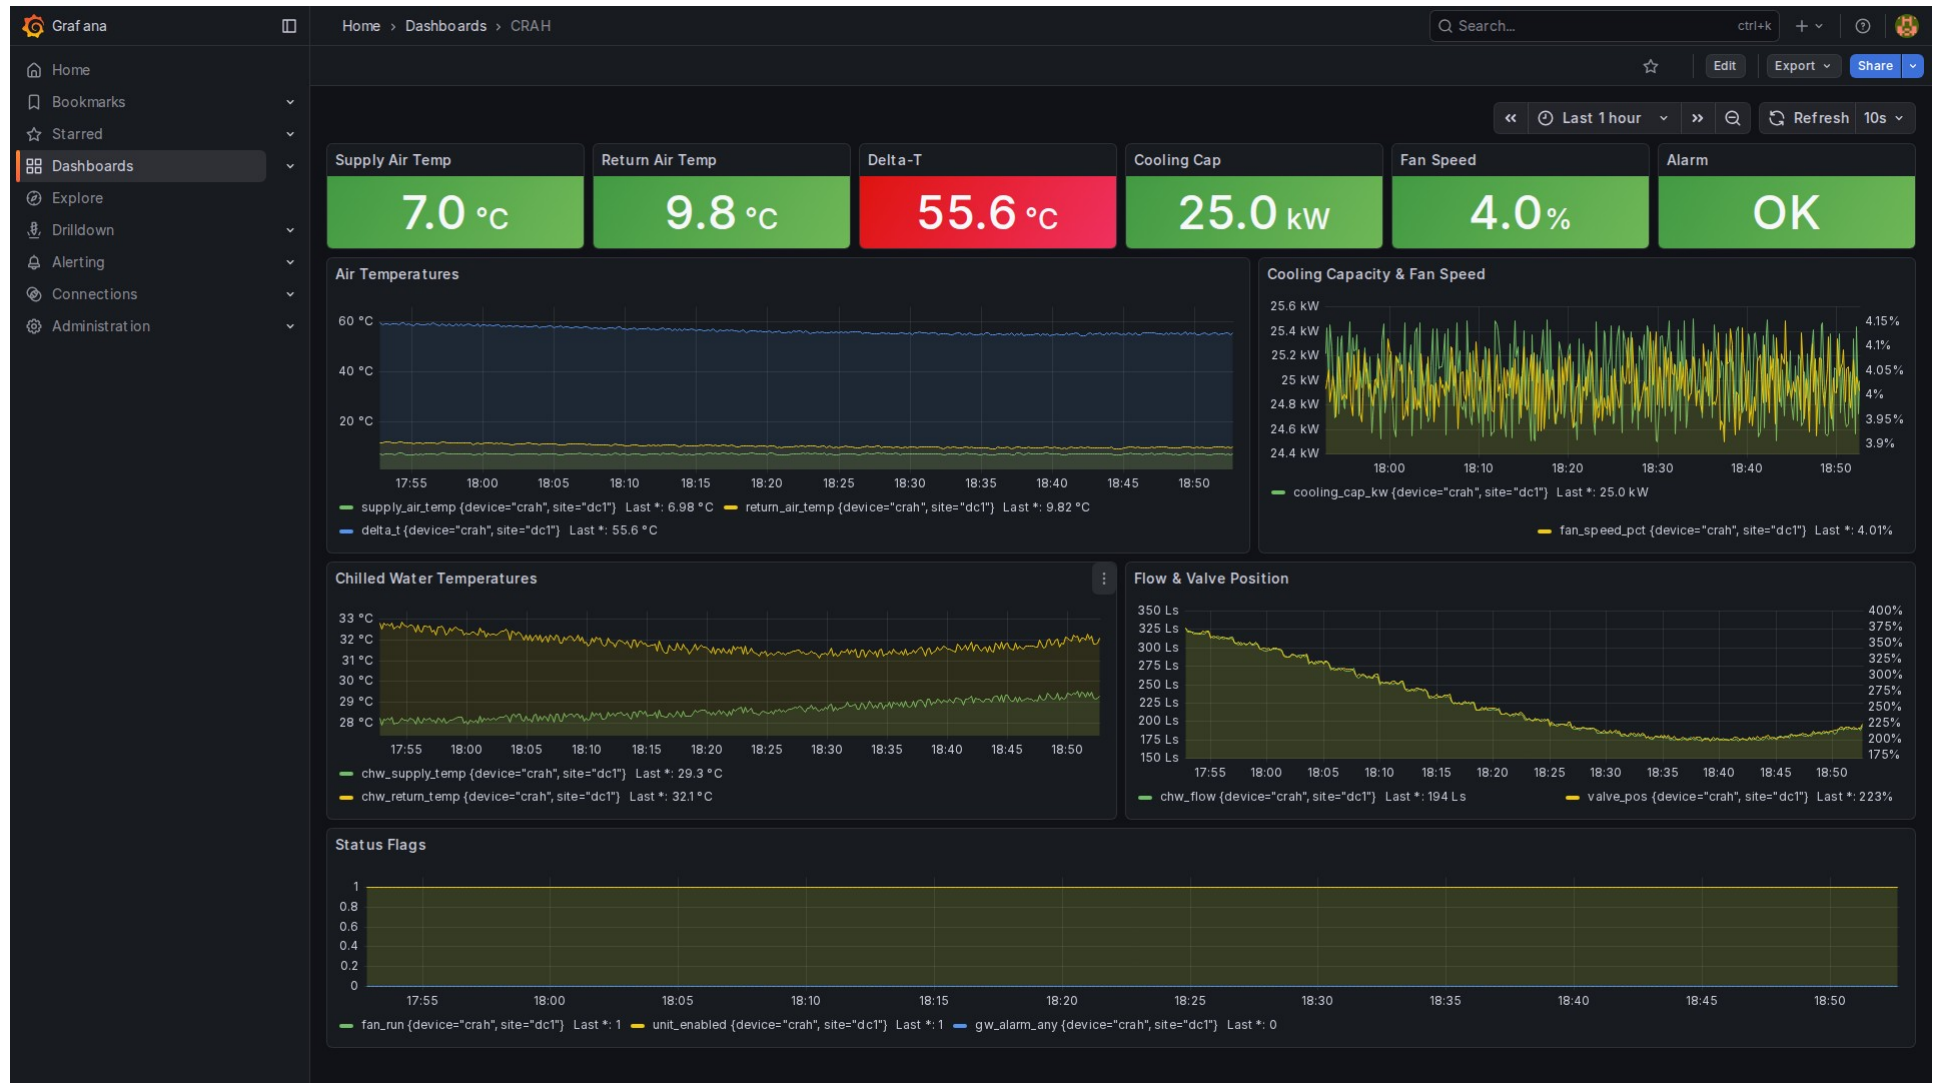 Grafana
Home › Dashboards › CRAH
Search...
ctrl+k
Home
Bookmarks
Starred
Dashboards
Explore
Drilldown
Alerting
Connections
Administration
Edit
Export
Share
Last 1 hour
Refresh
10s
Supply Air Temp
7.0 °C
Return Air Temp
9.8 °C
Delta-T
55.6 °C
Cooling Cap
25.0 kW
Fan Speed
4.0%
Alarm
OK
Air Temperatures
60 °C
40 °C
20 °C
17:55 18:00 18:05 18:10 18:15 18:20 18:25 18:30 18:35 18:40 18:45 18:50
supply_air_temp {device="crah", site="dc1"} Last *: 6.98 °C return_air_temp {device="crah", site="dc1"} Last *: 9.82 °C
delta_t {device="crah", site="dc1"} Last *: 55.6 °C
Cooling Capacity & Fan Speed
25.6 kW
25.4 kW
25.2 kW
25 kW
24.8 kW
24.6 kW
24.4 kW
4.15%
4.1%
4.05%
4%
3.95%
3.9%
18:00 18:10 18:20 18:30 18:40 18:50
cooling_cap_kw {device="crah", site="dc1"} Last *: 25.0 kW
fan_speed_pct {device="crah", site="dc1"} Last *: 4.01%
Chilled Water Temperatures
33 °C
32 °C
31 °C
30 °C
29 °C
28 °C
17:55 18:00 18:05 18:10 18:15 18:20 18:25 18:30 18:35 18:40 18:45 18:50
chw_supply_temp {device="crah", site="dc1"} Last *: 29.3 °C
chw_return_temp {device="crah", site="dc1"} Last *: 32.1 °C
Flow & Valve Position
350 Ls
325 Ls
300 Ls
275 Ls
250 Ls
225 Ls
200 Ls
175 Ls
150 Ls
400%
375%
350%
325%
300%
275%
250%
225%
200%
175%
17:55 18:00 18:05 18:10 18:15 18:20 18:25 18:30 18:35 18:40 18:45 18:50
chw_flow {device="crah", site="dc1"} Last *: 194 Ls
valve_pos {device="crah", site="dc1"} Last *: 223%
Status Flags
1
0.8
0.6
0.4
0.2
0
17:55 18:00 18:05 18:10 18:15 18:20 18:25 18:30 18:35 18:40 18:45 18:50
fan_run {device="crah", site="dc1"} Last *: 1 unit_enabled {device="crah", site="dc1"} Last *: 1 gw_alarm_any {device="crah", site="dc1"} Last *: 0